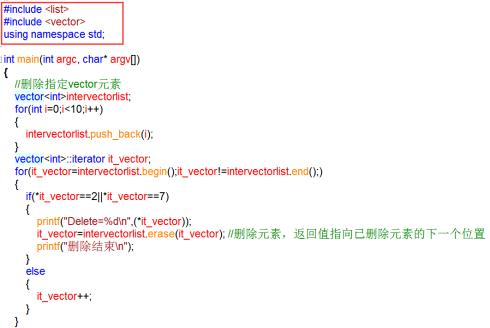 #include <list>
#include <vector>
using namespace std;
int main(int argc, char* argv[])
{
//删除指定vector元素
vector<int>intervectorlist;
for(int i=0;i<10;i++)
{
intervectorlist.push_back(i);
}
vector<int>::iterator it_vector;
for(it_vector=intervectorlist.begin();it_vector!=intervectorlist.end();)
{
if(*it_vector==2||*it_vector==7)
{
printf("Delete=%d\n",(*it_vector));
it_vector=intervectorlist.erase(it_vector); //删除元素，返回值指向已删除元素的下一个位置
printf("删除结束\n");
}
else
{
it_vector++;
}
}